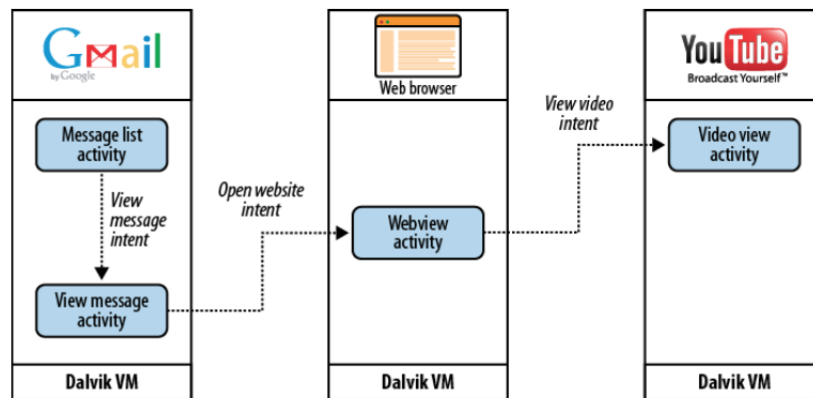 Gmail
by Google
Web browser
YouTube
Broadcast Yourself™
Message list
activity
View
message
intent
View message
activity
Open website
intent
Webview
activity
View video
intent
Video view
activity
Dalvik VM
Dalvik VM
Dalvik VM